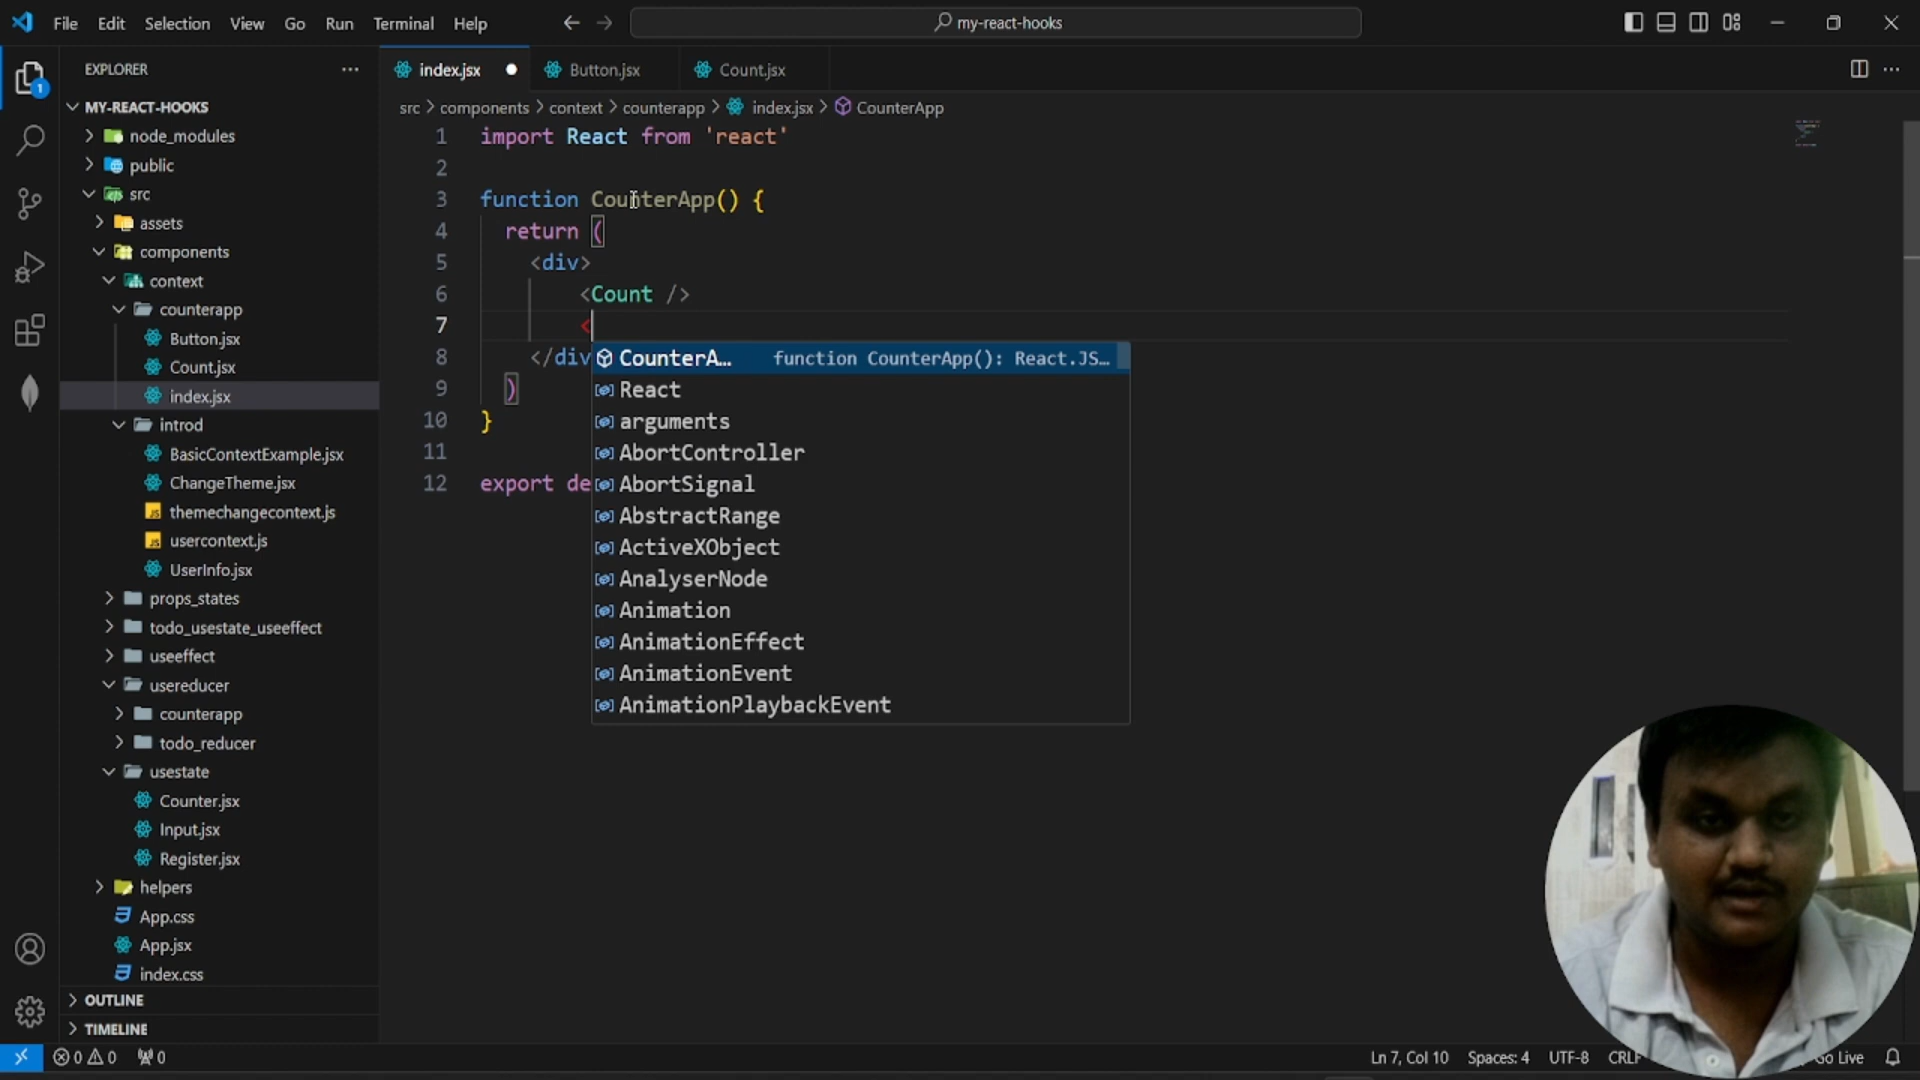 File Edit Selection View Go Run Terminal Help
my-react-hooks
EXPLORER
index.jsx
Button.jsx
Count.jsx
src > components > context > counterapp > index.jsx > CounterApp
MY-REACT-HOOKS
node_modules
public
src
assets
components
context
counterapp
Button.jsx
Count.jsx
index.jsx
introd
BasicContextExample.jsx
ChangeTheme.jsx
themechangecontext.js
usercontext.js
UserInfo.jsx
props_states
todo_usestate_useeffect
useeffect
usereducer
counterapp
todo_reducer
usestate
Counter.jsx
Input.jsx
Register.jsx
helpers
App.css
App.jsx
index.css
OUTLINE
TIMELINE
1 import React from 'react'
2
3 function CounterApp() {
4 return (
5 <div>
6 <Count />
7 <
8 </div
9 )
10 }
11
12 export de
CounterA... function CounterApp(): React.JS...
React
arguments
AbortController
AbortSignal
AbstractRange
ActiveXObject
AnalyserNode
Animation
AnimationEffect
AnimationEvent
AnimationPlaybackEvent
1
0 0 0
Ln 7, Col 10 Spaces: 4 UTF-8 CRLF Go Live